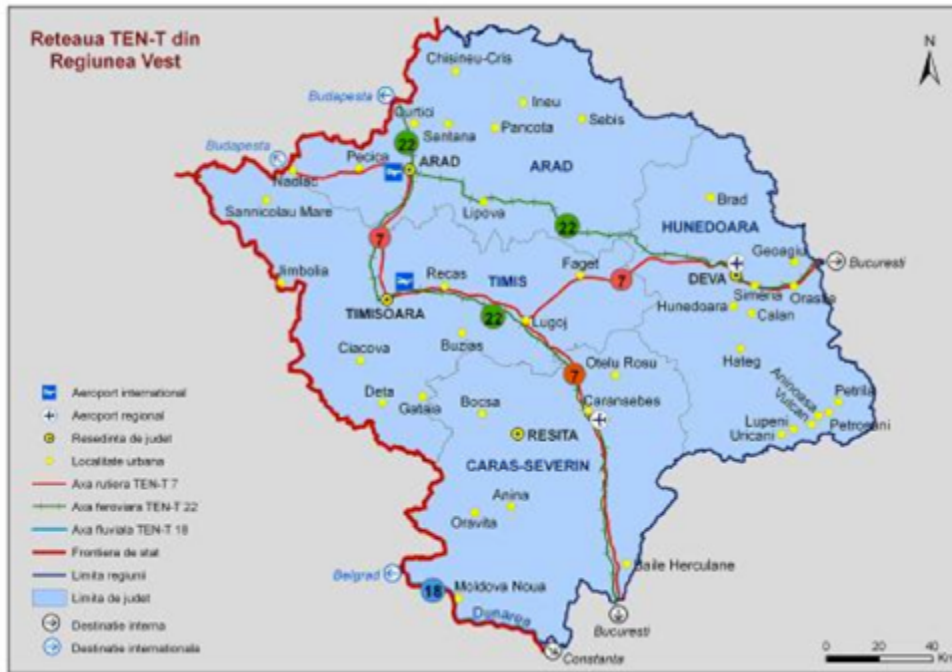 Reteaua TEN-T din
Regiunea Vest
N
Chisineu-Cris
Budapesta
Ineu
Curtici
Santana
Pancota
Sebis
22
Budapesta
Pecica
ARAD
ARAD
Nadlac
Brad
Sannicolau Mare
Lipova
HUNEDOARA
22
7
Geoagiu
Bucuresti
Jimbolia
Recas
TIMIS
Faget
7
DEVA
Simeria
Orastie
TIMISOARA
22
Lugoj
Hunedoara
Calan
Ciacova
Buzias
Otelu Rosu
Hateg
7
Deta
Gataia
Bocsa
Caransebes
Aninoasa
Vulcan
Petrila
Lupeni
Petrosani
Uricani
RESITA
CARAS-SEVERIN
Anina
Oravita
Baile Herculane
Belgrad
18
Moldova Noua
Dunarea
Bucuresti
Constanta
Aeroport international
Aeroport regional
Resedinta de judet
Localitate urbana
Axa rutiera TEN-T 7
Axa feroviara TEN-T 22
Axa fluviala TEN-T 18
Frontiera de stat
Limita regiunii
Limita de judet
Destinatie interna
Destinatie internationala
0 20 40
Km